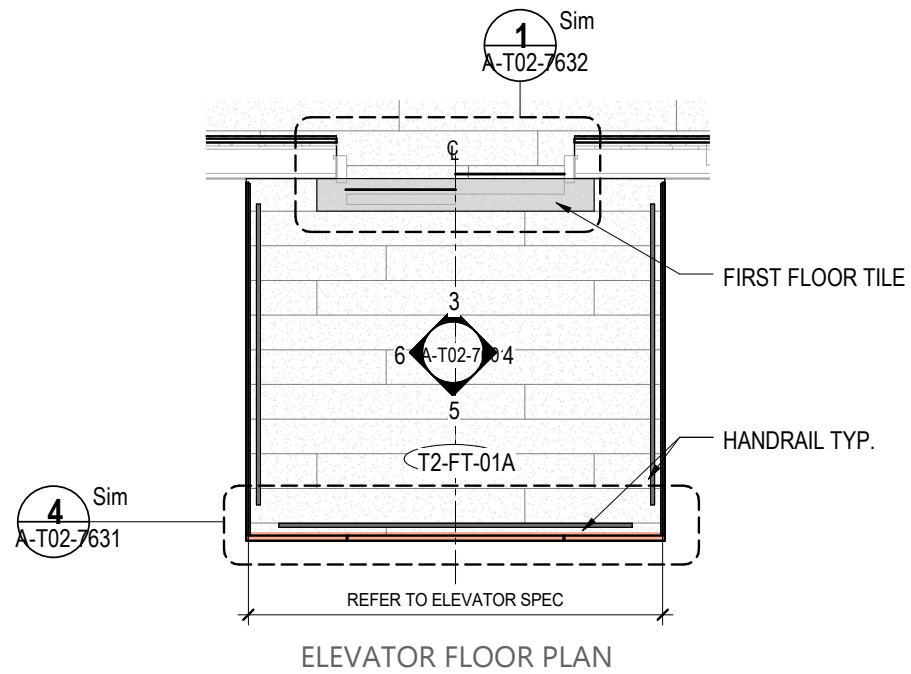 1
Sim
A-T02-7632
℄
FIRST FLOOR TILE
3
6
4
5
HANDRAIL TYP.
T2-FT-01A
4
Sim
A-T02-7631
REFER TO ELEVATOR SPEC
ELEVATOR FLOOR PLAN